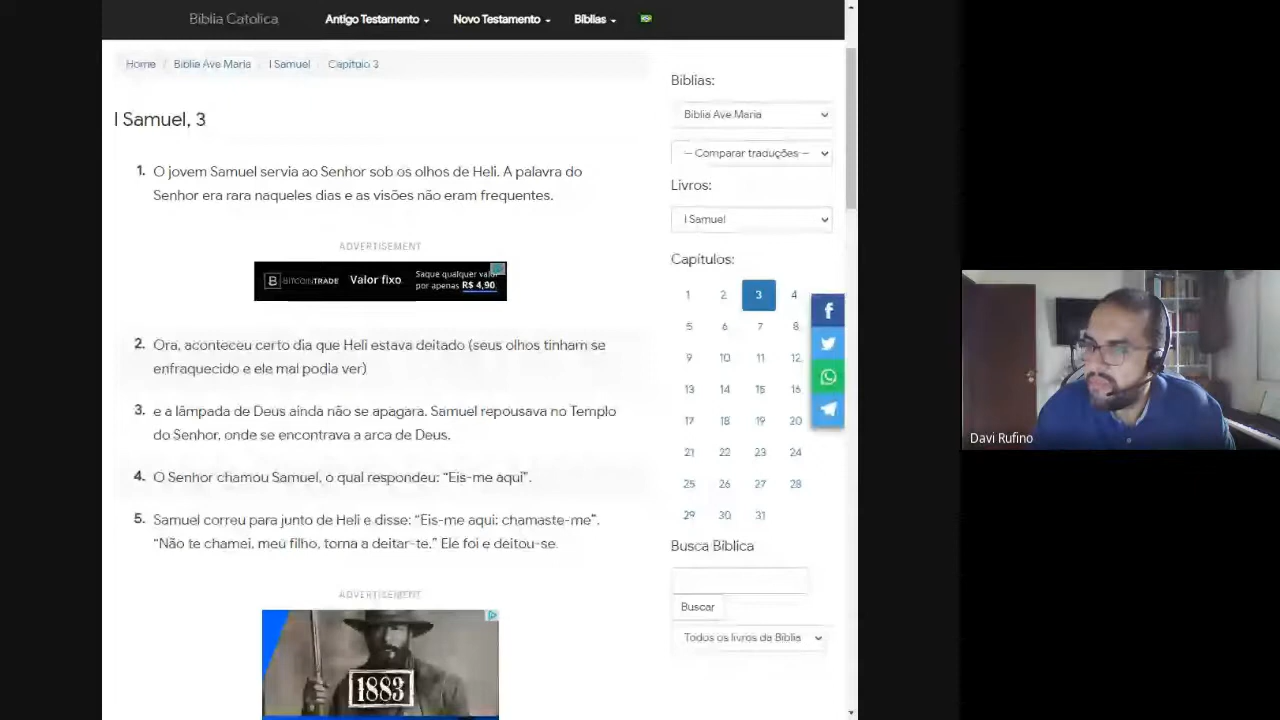 Bíblia Católica
Antigo Testamento
Novo Testamento
Bíblias
Home / Bíblia Ave Maria I Samuel Capítulo 3
I Samuel, 3
1. O jovem Samuel servia ao Senhor sob os olhos de Heli. A palavra do
Senhor era rara naqueles dias e as visões não eram frequentes.
ADVERTISEMENT
B BITCOINTRADE Valor fixo Saque qualquer valor
por apenas R$ 4,90
2. Ora, aconteceu certo dia que Heli estava deitado (seus olhos tinham se
enfraquecido e ele mal podia ver)
3. e a lâmpada de Deus ainda não se apagara. Samuel repousava no Templo
do Senhor, onde se encontrava a arca de Deus.
4. O Senhor chamou Samuel, o qual respondeu: “Eis-me aqui”.
5. Samuel correu para junto de Heli e disse: “Eis-me aqui: chamaste-me”.
“Não te chamei, meu filho, torna a deitar-te.” Ele foi e deitou-se.
ADVERTISEMENT
1883
Bíblias:
Bíblia Ave Maria
-- Comparar traduções --
Livros:
I Samuel
Capítulos:
1 2 3 4
5 6 7 8
9 10 11 12
13 14 15 16
17 18 19 20
21 22 23 24
25 26 27 28
29 30 31
Busca Bíblica
Buscar
Todos os livros da Bíblia
Davi Rufino